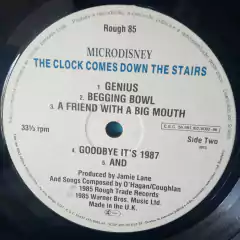 Rough 85
MICRODISNEY
THE CLOCK COMES DOWN THE STAIRS
1. GENIUS
2. BEGGING BOWL
3. A FRIEND WITH A BIG MOUTH
4. GOODBYE IT'S 1987
5. AND
33⅓ rpm
Side Two
Produced by Jamie Lane
And Songs Composed by O'Hagan/Coughlan
℗ 1985 Rough Trade Records
© 1985 Warner Bros. Music Ltd.
Made in the U.K.